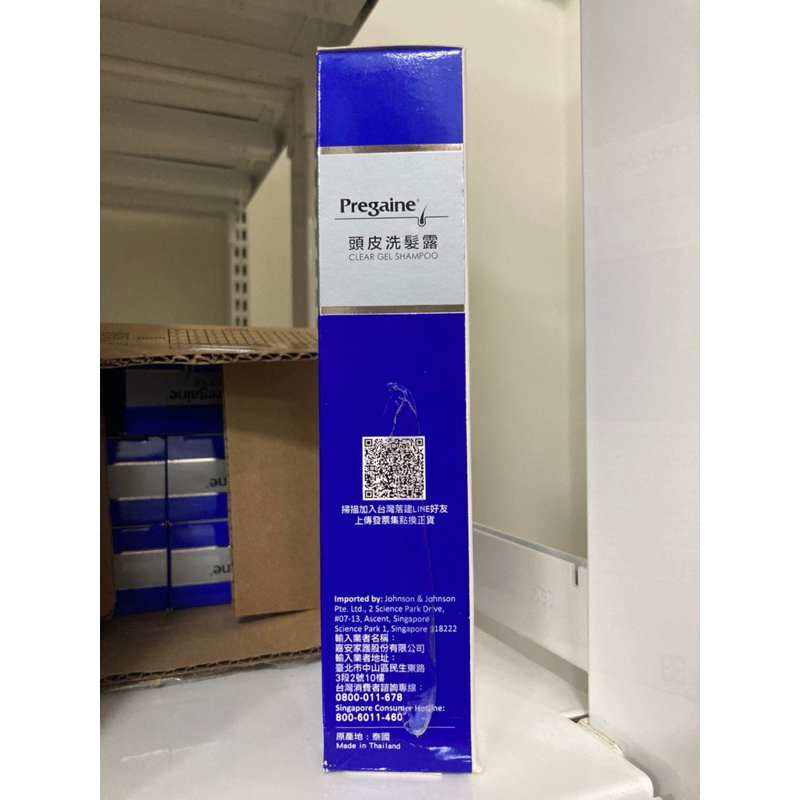 Pregaine®
頭皮洗髮露
CLEAR GEL SHAMPOO
掃描加入台灣落建LINE好友
上傳發票集點換正貨
Imported by: Johnson & Johnson
Pte. Ltd., 2 Science Park Drive,
#07-13, Ascent, Singapore
Science Park 1, Singapore 118222
輸入業者名稱：
嘉安家護股份有限公司
輸入業者地址：
臺北市中山區民生東路
3段2號10樓
台灣消費者諮詢專線：
0800-011-678
Singapore Consumer Hotline:
800-6011-460
原產地：泰國
Made in Thailand
Pregaine